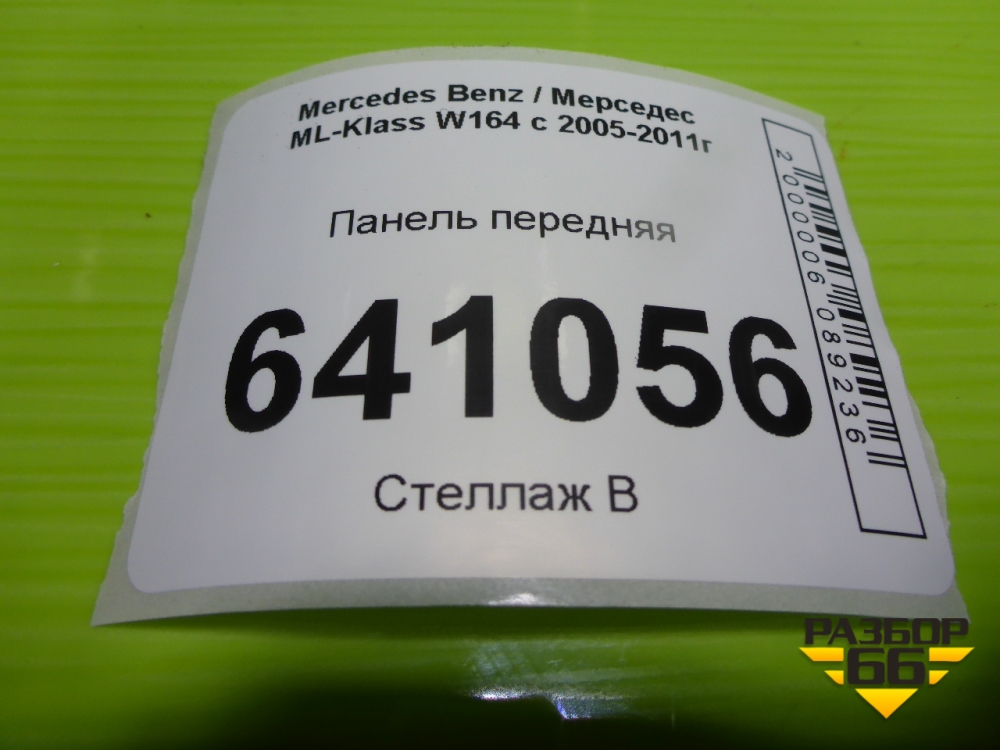 Mercedes Benz / Мерседес
ML-Klass W164 с 2005-2011г
Панель передняя
641056
Стеллаж В
2000006089236
РАЗБОР
66